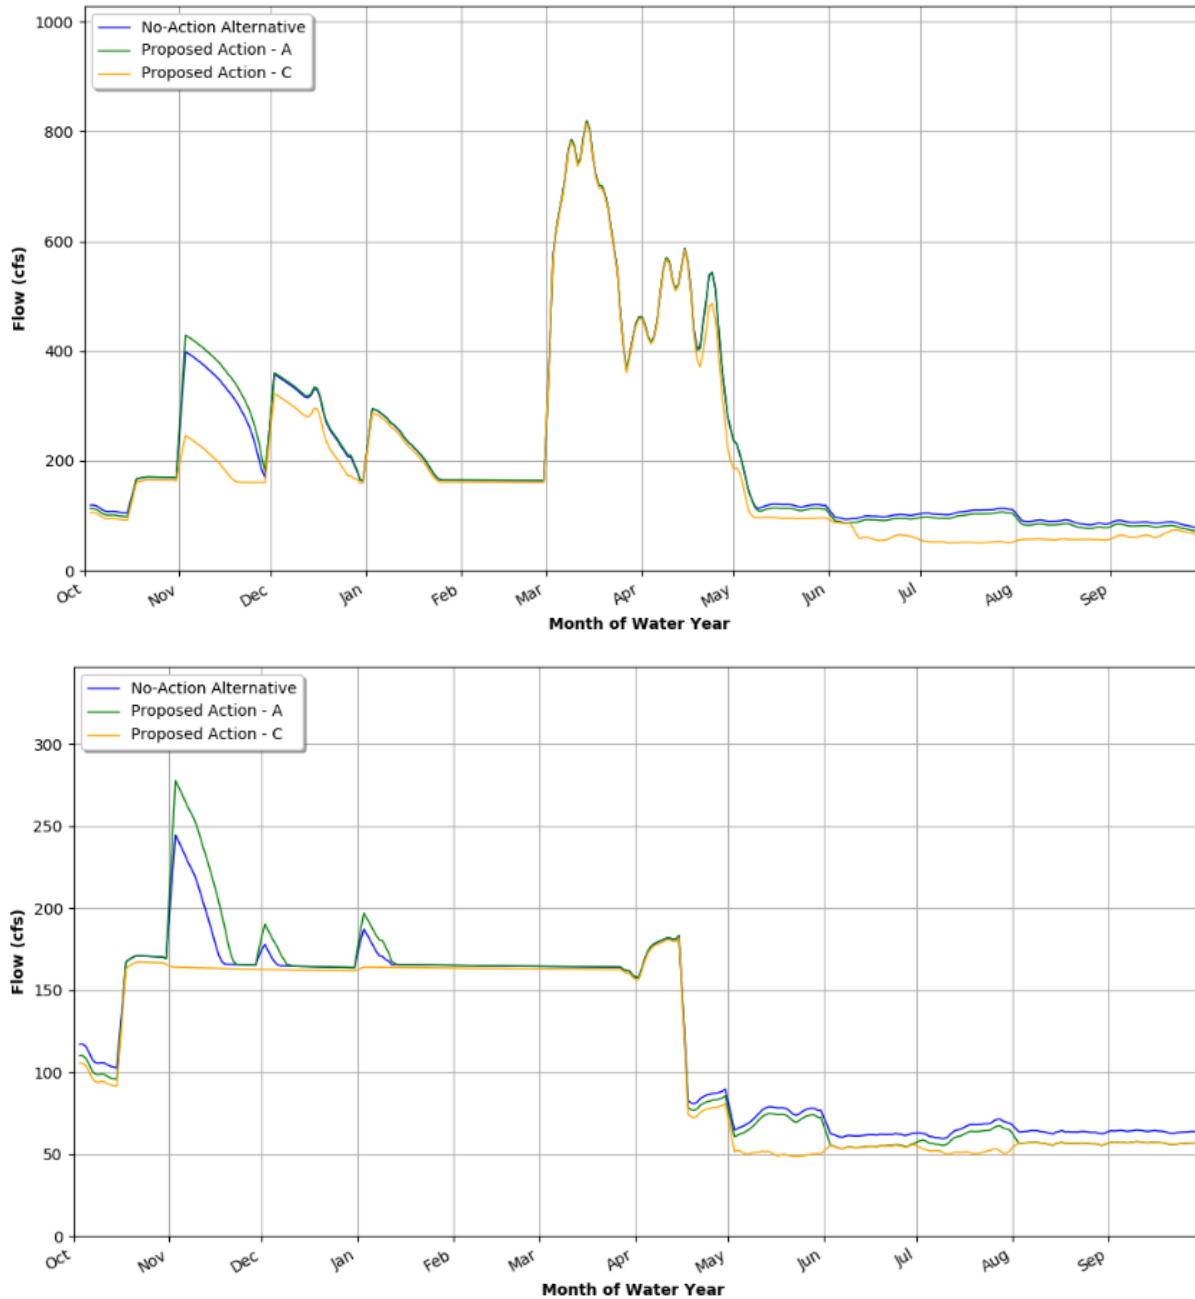 1000
800
600
400
200
0
Flow (cfs)
No-Action Alternative
Proposed Action - A
Proposed Action - C
Oct Nov Dec Jan Feb Mar Apr May Jun Jul Aug Sep
Month of Water Year
300
250
200
150
100
50
0
Flow (cfs)
No-Action Alternative
Proposed Action - A
Proposed Action - C
Oct Nov Dec Jan Feb Mar Apr May Jun Jul Aug Sep
Month of Water Year